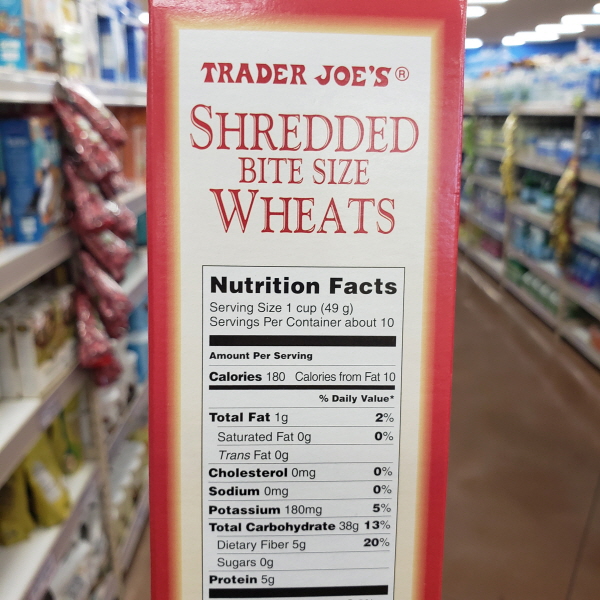 TRADER JOE'S®
SHREDDED
BITE SIZE
WHEATS
Nutrition Facts
Serving Size 1 cup (49 g)
Servings Per Container about 10
Amount Per Serving
Calories 180 Calories from Fat 10
% Daily Value*
Total Fat 1g 2%
Saturated Fat 0g 0%
Trans Fat 0g
Cholesterol 0mg 0%
Sodium 0mg 0%
Potassium 180mg 5%
Total Carbohydrate 38g 13%
Dietary Fiber 5g 20%
Sugars 0g
Protein 5g